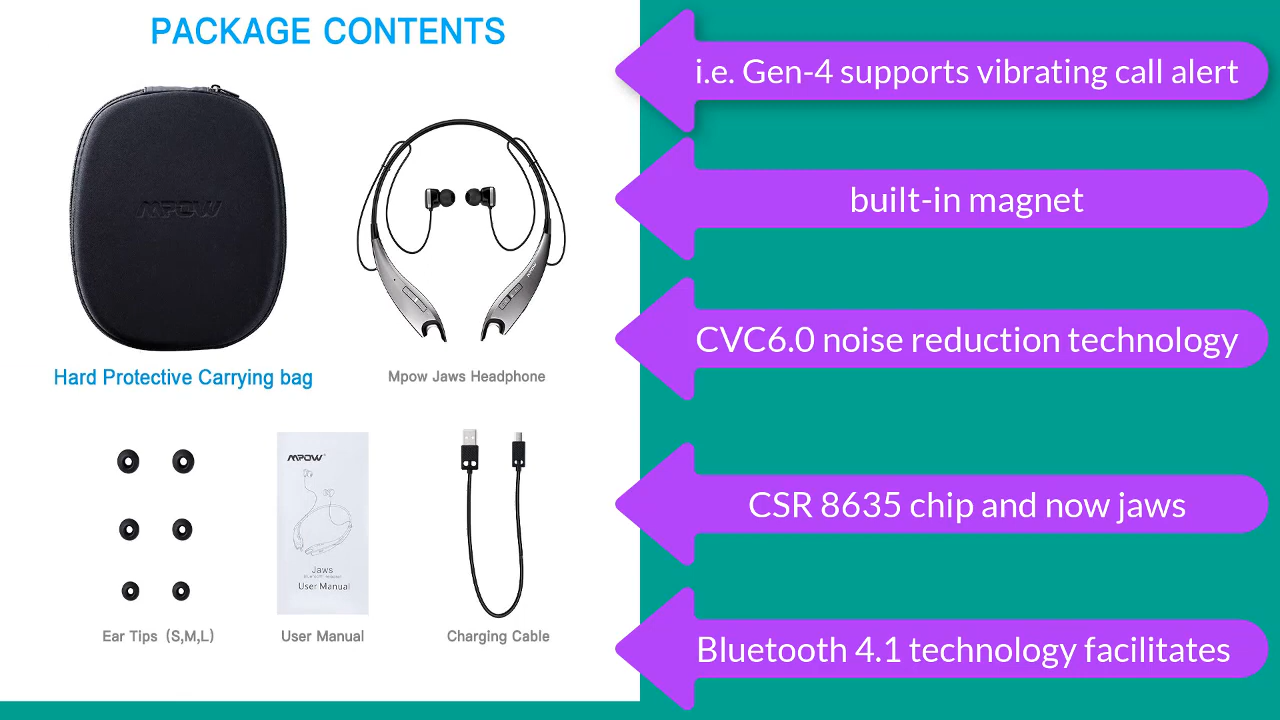 PACKAGE CONTENTS
MPOW
Hard Protective Carrying bag
Mpow Jaws Headphone
MPOW
Jaws
User Manual
Ear Tips (S,M,L)
User Manual
Charging Cable
i.e. Gen-4 supports vibrating call alert
built-in magnet
CVC6.0 noise reduction technology
CSR 8635 chip and now jaws
Bluetooth 4.1 technology facilitates